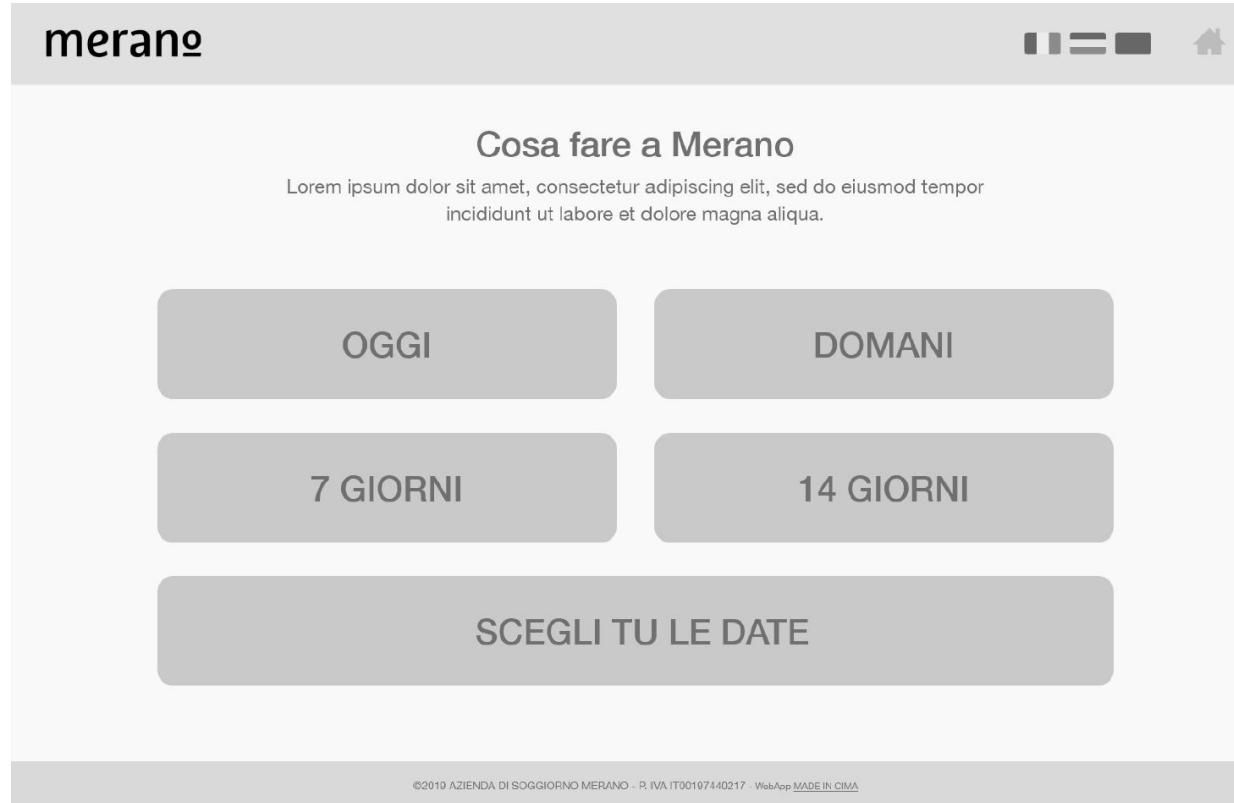 meranº
Cosa fare a Merano
Lorem ipsum dolor sit amet, consectetur adipiscing elit, sed do eiusmod tempor
incididunt ut labore et dolore magna aliqua.
OGGI
DOMANI
7 GIORNI
14 GIORNI
SCEGLI TU LE DATE
©2019 AZIENDA DI SOGGIORNO MERANO - P. IVA IT00197440217 - WebApp MADE IN CIMA